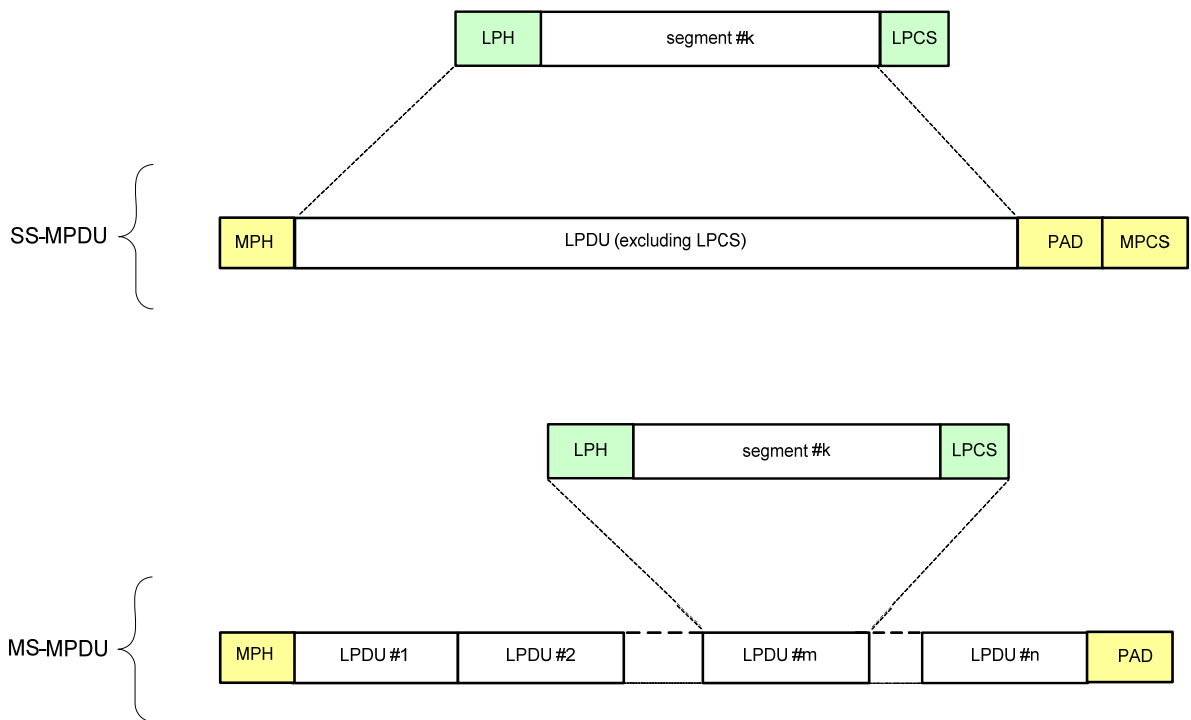 LPH segment #k LPCS
SS-MPDU
MPH LPDU (excluding LPCS) PAD MPCS
LPH segment #k LPCS
MS-MPDU
MPH LPDU #1 LPDU #2 LPDU #m LPDU #n PAD